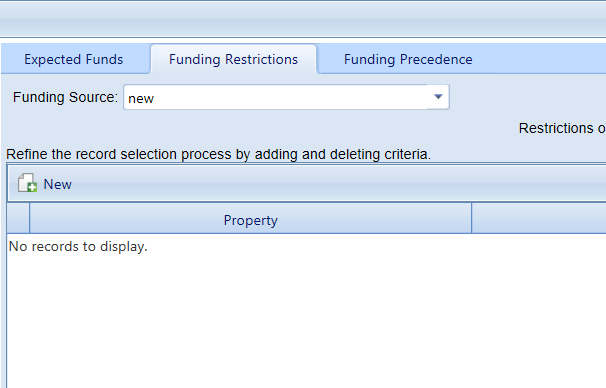 Expected Funds Funding Restrictions Funding Precedence
Funding Source: new
Restrictions o
Refine the record selection process by adding and deleting criteria.
New
Property
No records to display.